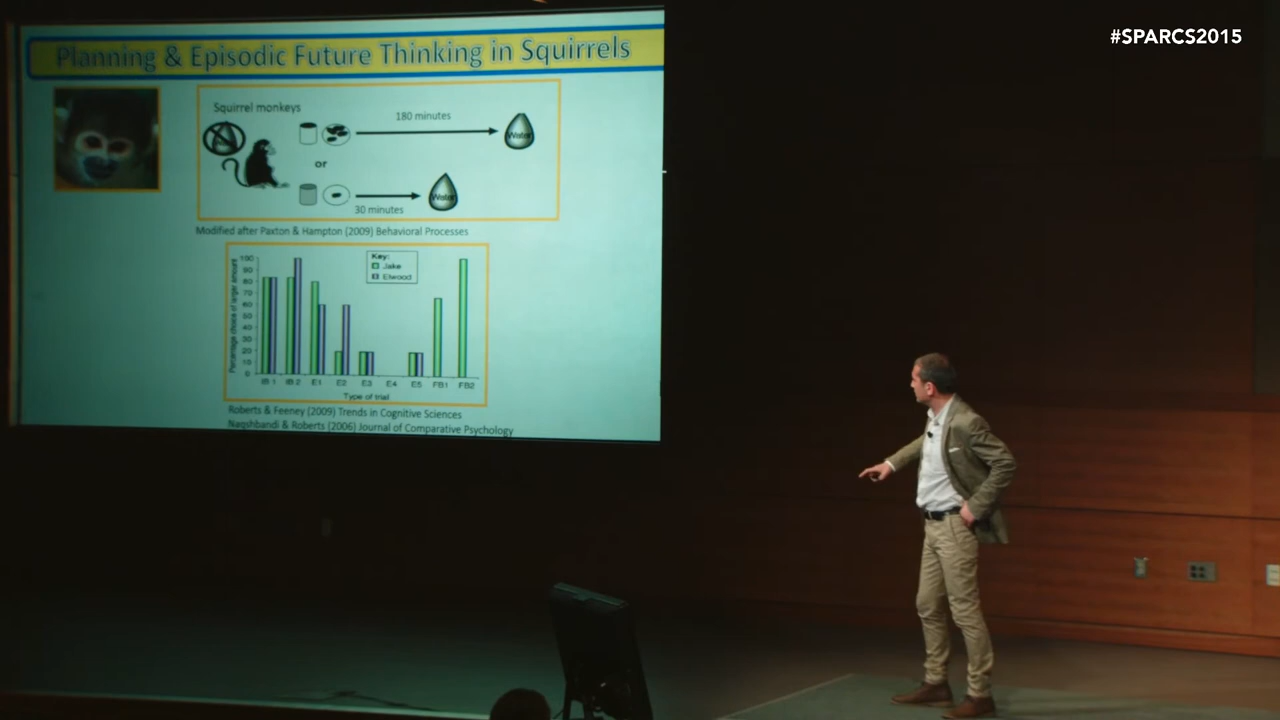 #SPARCS2015
Planning & Episodic Future Thinking in Squirrels
Squirrel monkeys
180 minutes
Water
or
Water
30 minutes
Modified after Paxton & Hampton (2009) Behavioral Processes
Key:
Jake
Elwood
Percentage choice of larger amount
100
90
80
70
60
50
40
30
20
10
0
IB 1 IB 2 E1 E2 E3 E4 E5 FB1 FB2
Type of trial
Roberts & Feeney (2009) Trends in Cognitive Sciences
Naqshbandi & Roberts (2006) Journal of Comparative Psychology